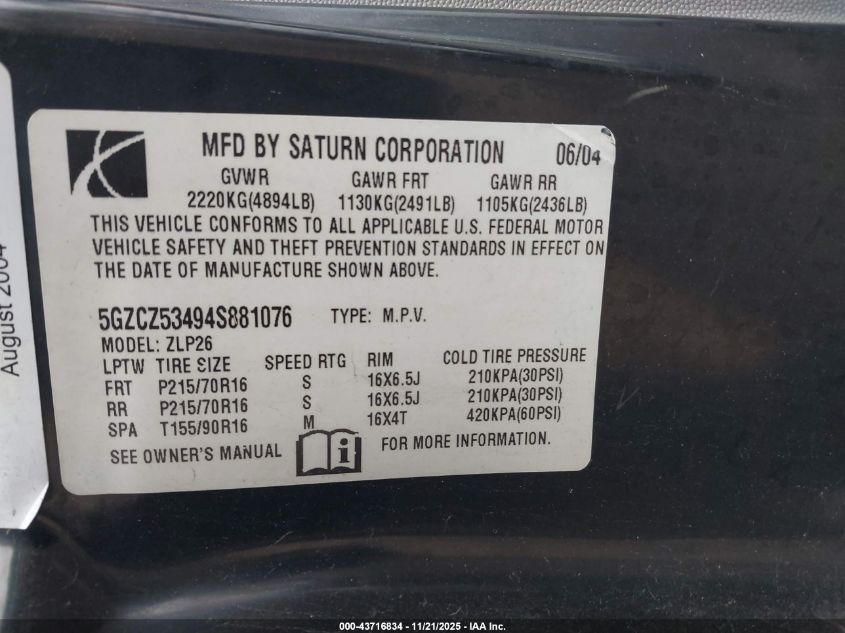 MFD BY SATURN CORPORATION 06/04
GVWR GAWR FRT GAWR RR
2220KG(4894LB) 1130KG(2491LB) 1105KG(2436LB)
THIS VEHICLE CONFORMS TO ALL APPLICABLE U.S. FEDERAL MOTOR
VEHICLE SAFETY AND THEFT PREVENTION STANDARDS IN EFFECT ON
THE DATE OF MANUFACTURE SHOWN ABOVE.
5GZCZ53494S881076 TYPE: M.P.V.
MODEL: ZLP26
LPTW TIRE SIZE SPEED RTG RIM COLD TIRE PRESSURE
FRT P215/70R16 S 16X6.5J 210KPA(30PSI)
RR P215/70R16 S 16X6.5J 210KPA(30PSI)
SPA T155/90R16 M 16X4T 420KPA(60PSI)
SEE OWNER'S MANUAL i FOR MORE INFORMATION.
August 2004
000-43716834 - 11/21/2025 - IAA Inc.